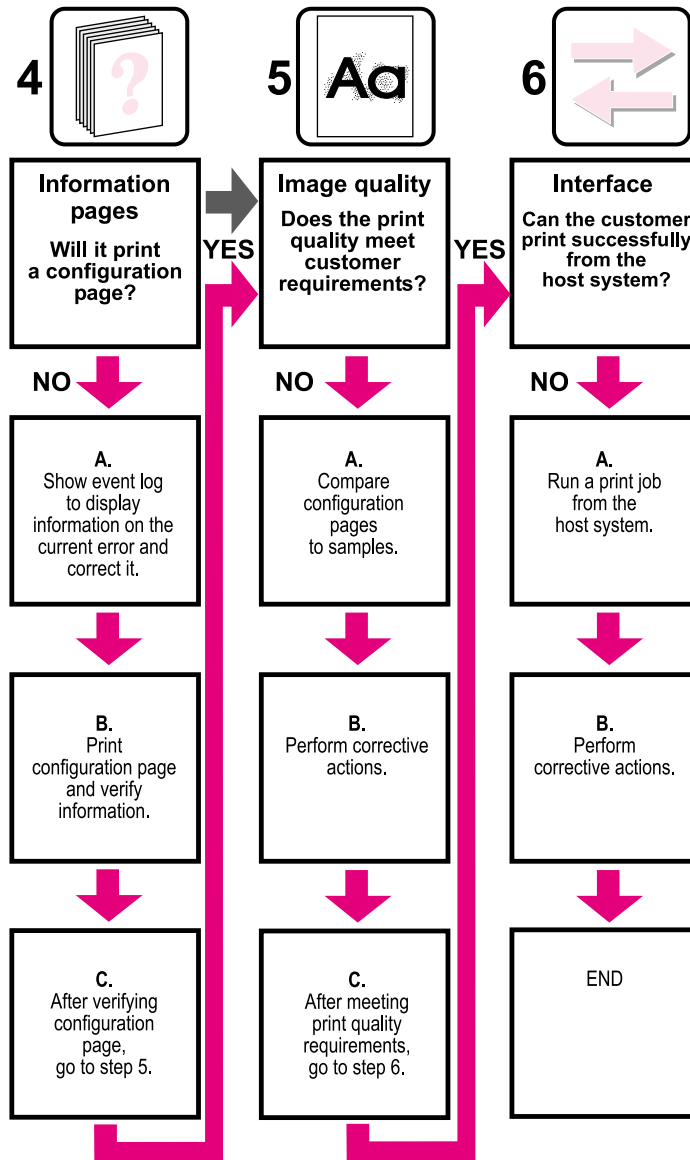 4
Information
pages
Will it print
a configuration
page?
YES
NO
A.
Show event log
to display
information on the
current error and
correct it.
B.
Print
configuration page
and verify
information.
C.
After verifying
configuration
page,
go to step 5.
5
Aa
Image quality
Does the print
quality meet
customer
requirements?
YES
NO
A.
Compare
configuration
pages
to samples.
B.
Perform corrective
actions.
C.
After meeting
print quality
requirements,
go to step 6.
6
Interface
Can the customer
print successfully
from the
host system?
NO
A.
Run a print job
from the
host system.
B.
Perform
corrective actions.
END
?